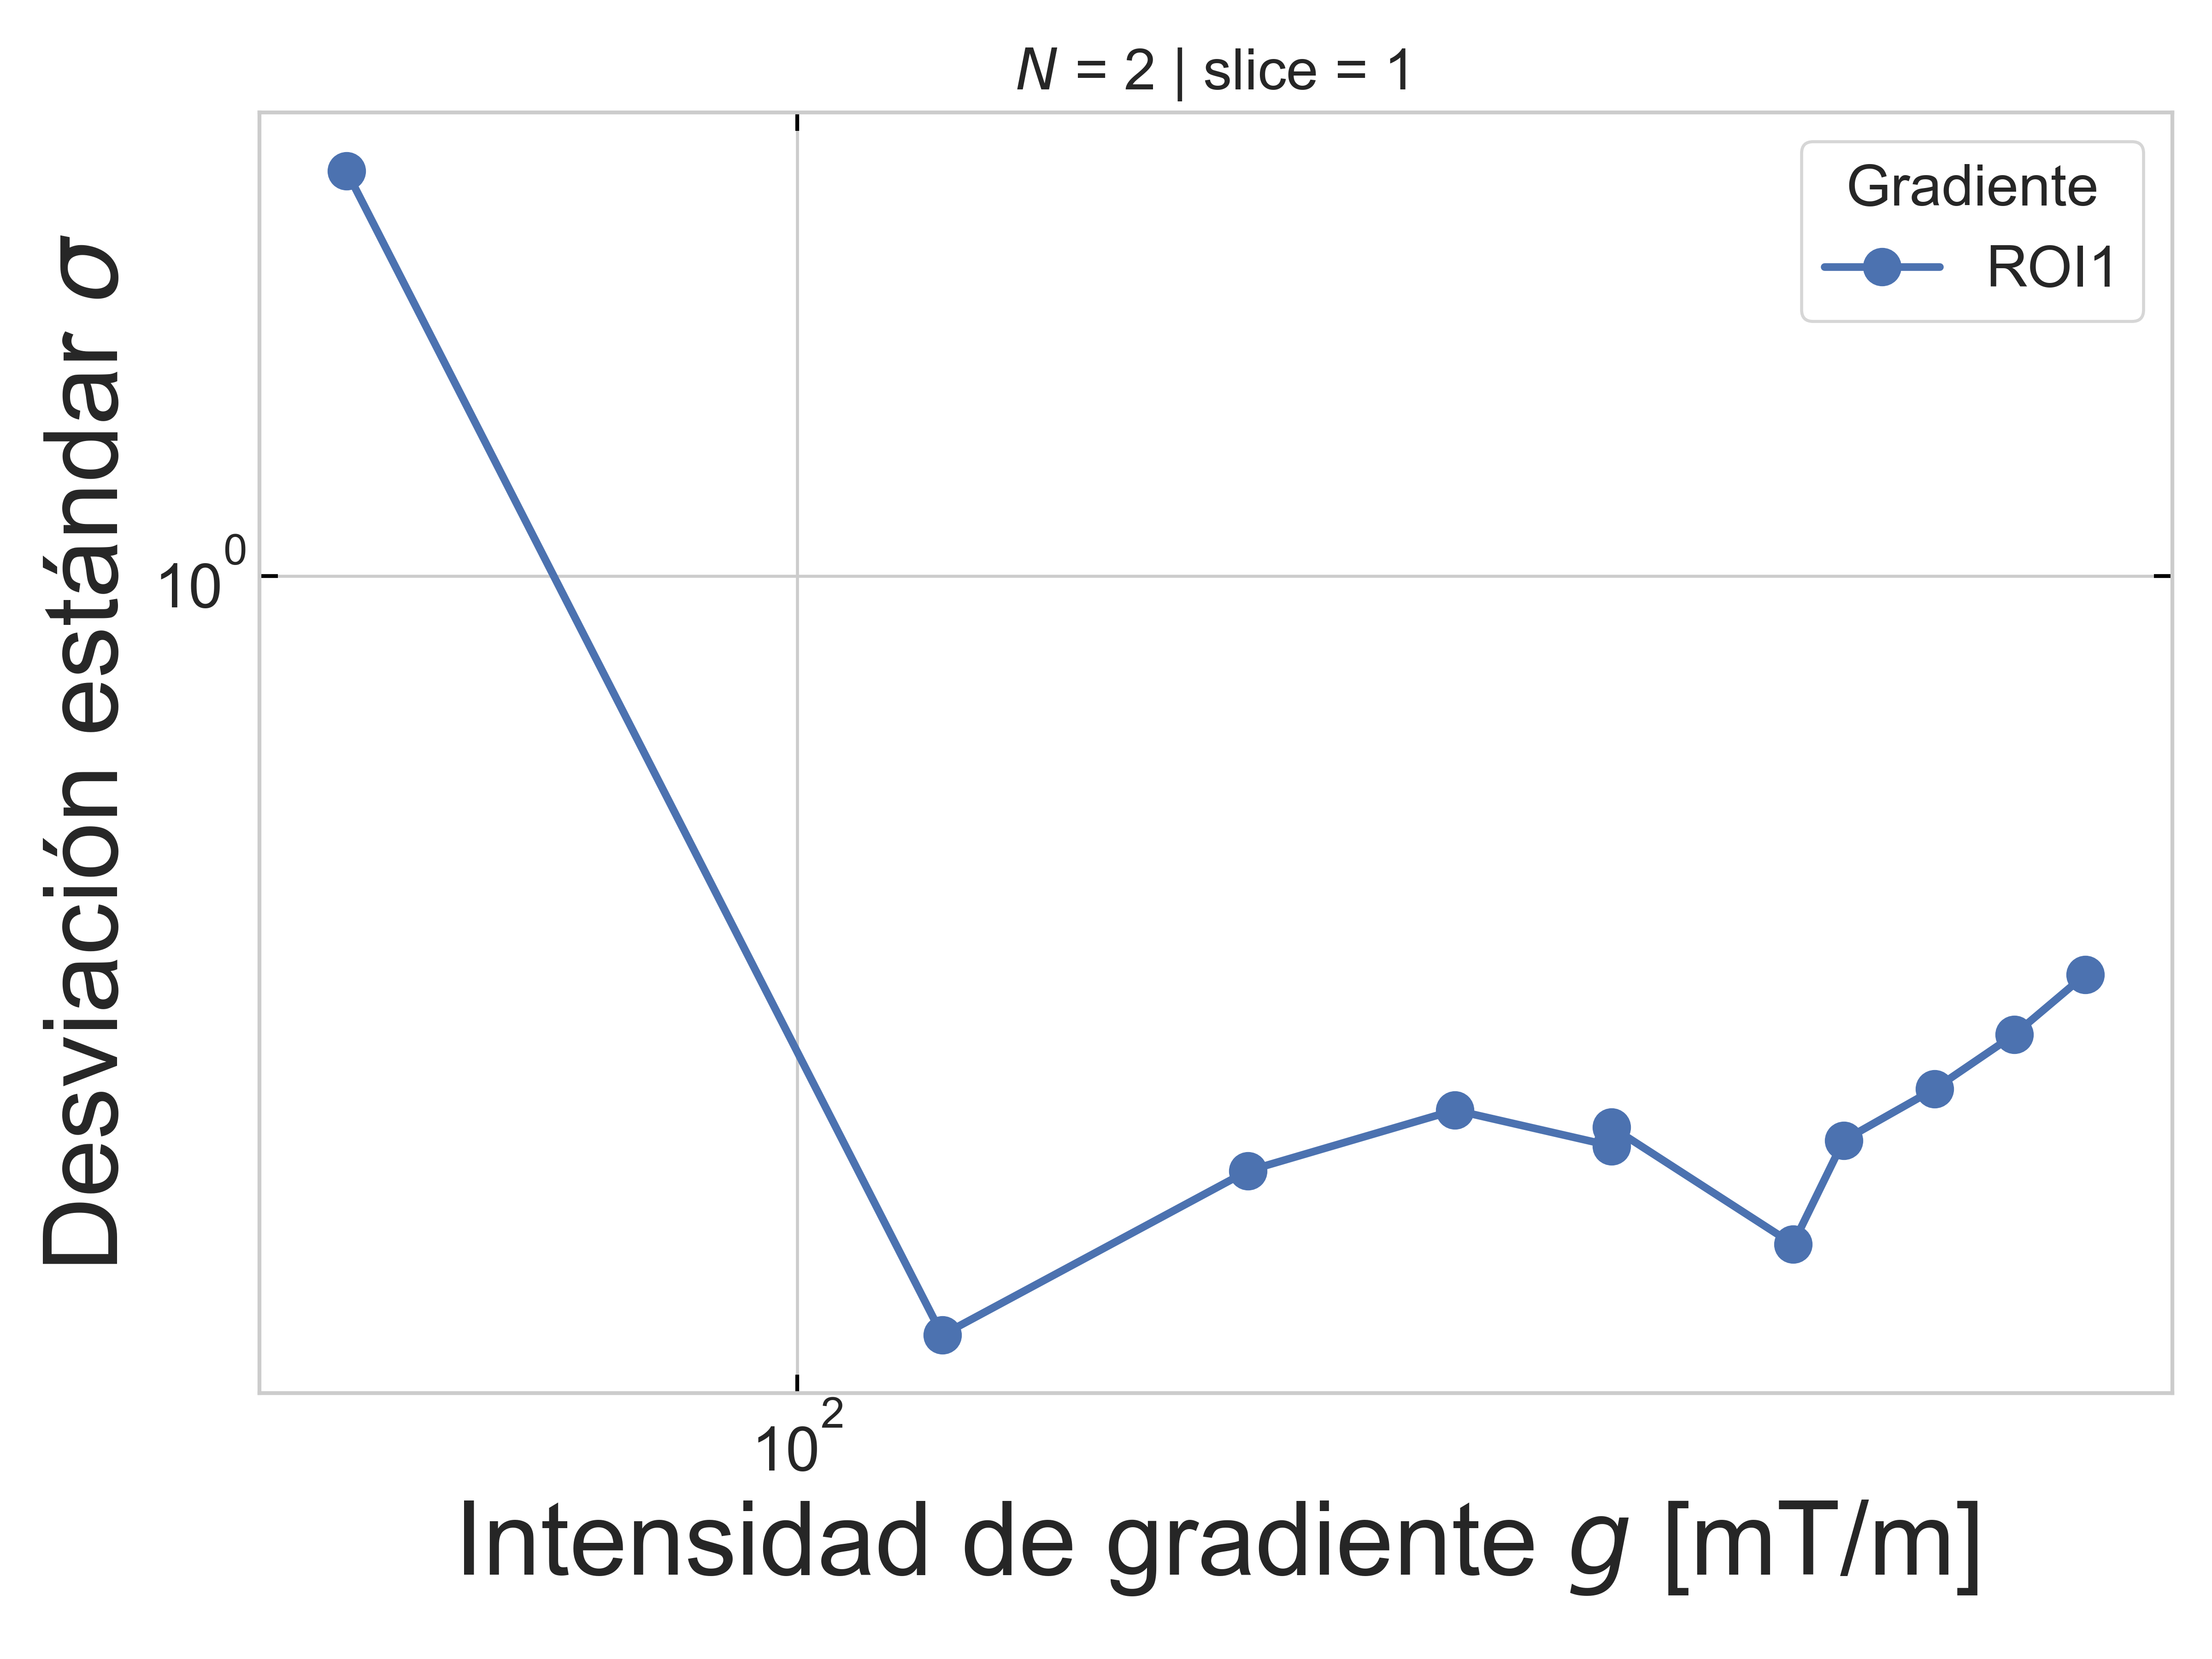 N = 2 | slice = 1
Gradiente
ROI1
Desviación estándar σ
10^0
10^2
Intensidad de gradiente g [mT/m]